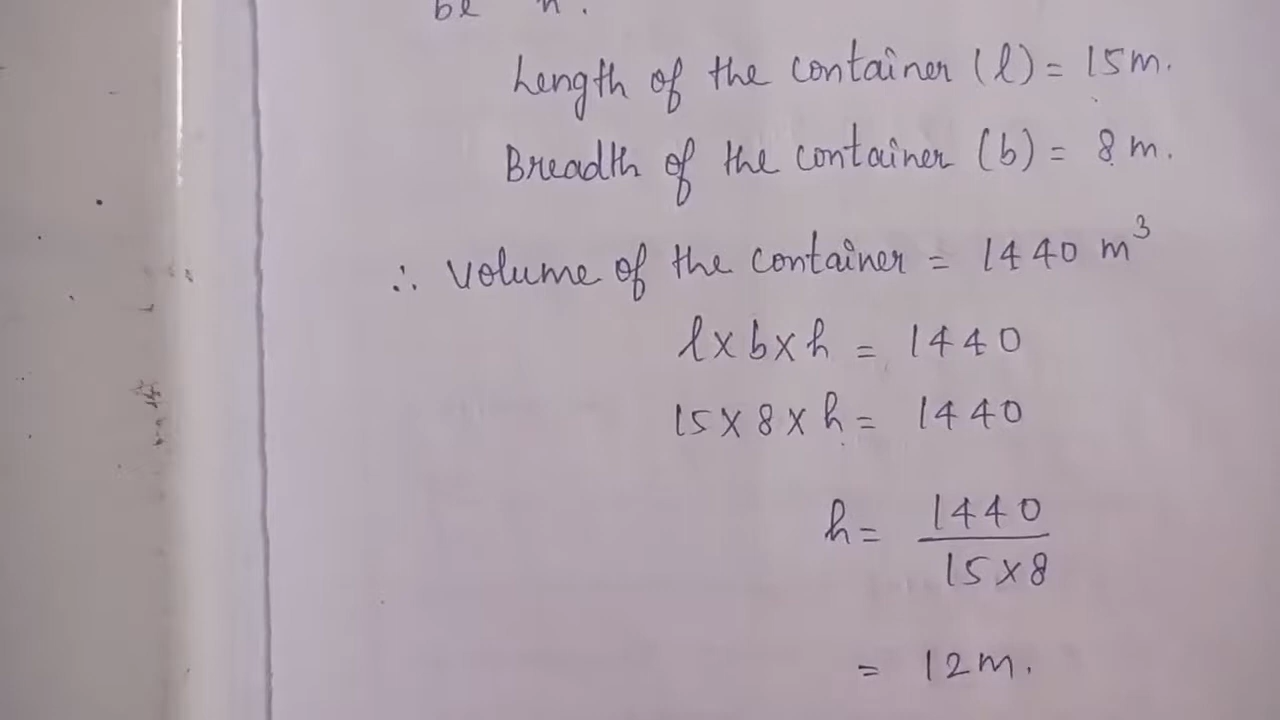 be h.
Length of the container (l) = 15m.
Breadth of the container (b) = 8 m.
∴ Volume of the container = 1440 m³
l x b x h = 1440
15 x 8 x h = 1440
h = 1440 / 15 x 8
= 12m.